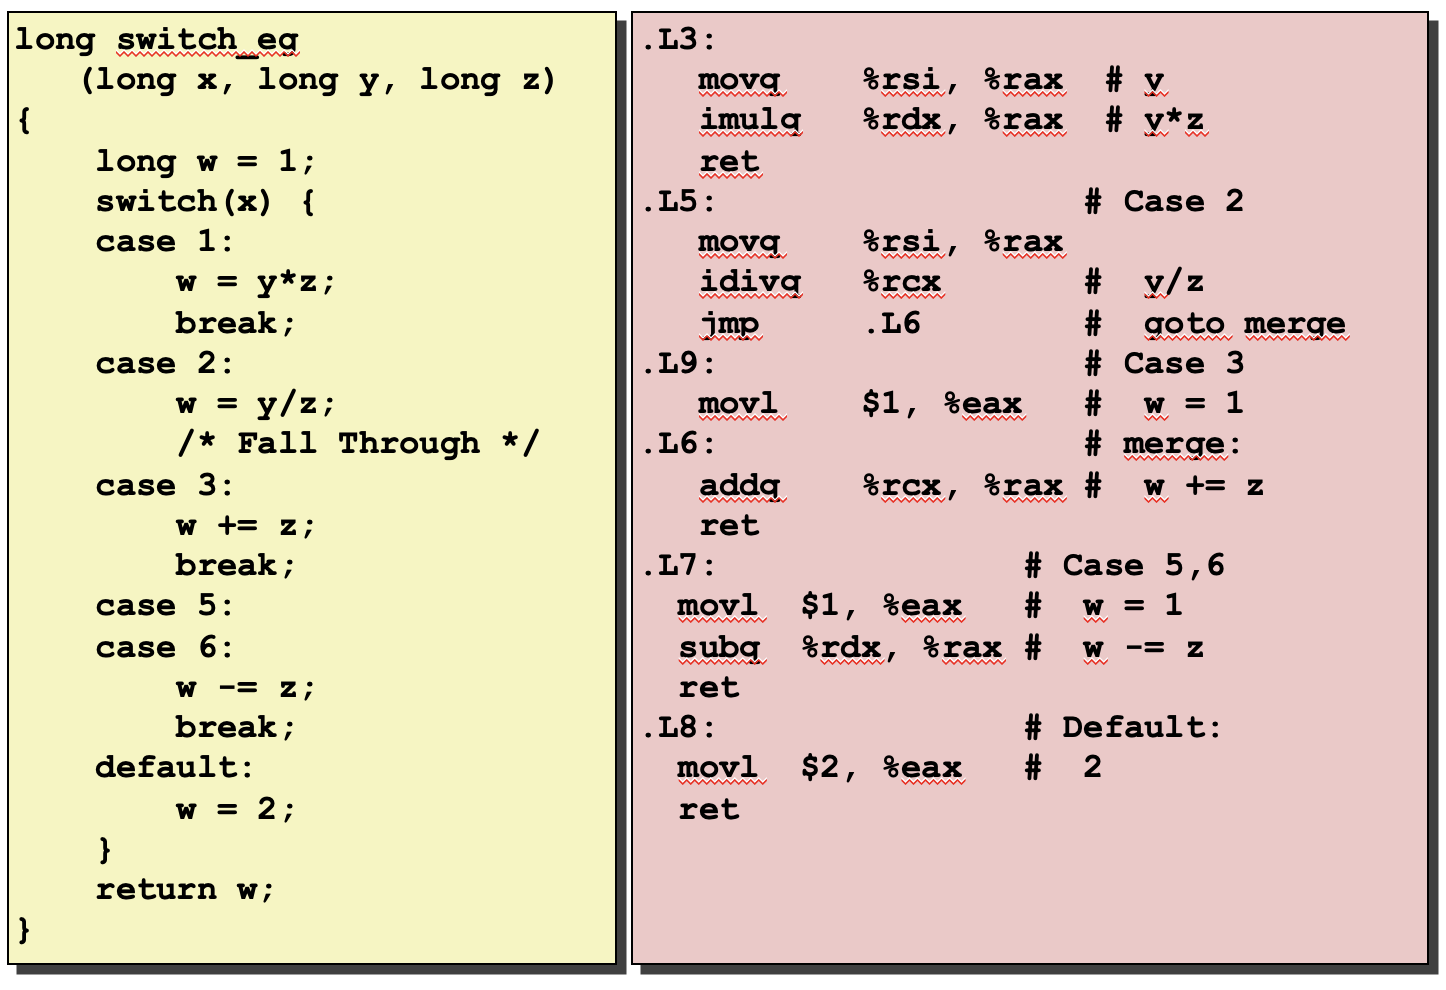 long switch_eg
(long x, long y, long z)
{
long w = 1;
switch(x) {
case 1:
w = y*z;
break;
case 2:
w = y/z;
/* Fall Through */
case 3:
w += z;
break;
case 5:
case 6:
w -= z;
break;
default:
w = 2;
}
return w;
}
.L3:
movq %rsi, %rax # y
imulq %rdx, %rax # y*z
ret
.L5: # Case 2
movq %rsi, %rax
idivq %rcx # y/z
jmp .L6 # goto merge
.L9: # Case 3
movl $1, %eax # w = 1
.L6: # merge:
addq %rcx, %rax # w += z
ret
.L7: # Case 5,6
movl $1, %eax # w = 1
subq %rdx, %rax # w -= z
ret
.L8: # Default:
movl $2, %eax # 2
ret